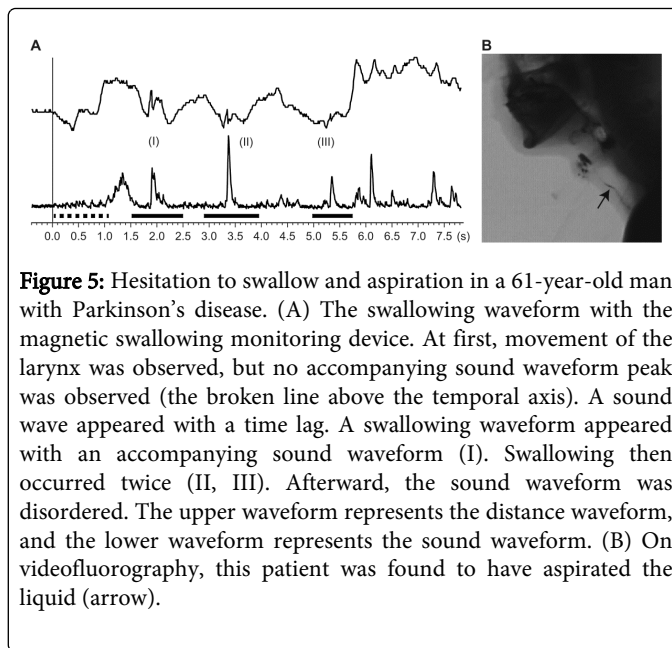 A
B
(I)
(II)
(III)
0.0 0.5 1.0 1.5 2.0 2.5 3.0 3.5 4.0 4.5 5.0 5.5 6.0 6.5 7.0 7.5 (s)
Figure 5: Hesitation to swallow and aspiration in a 61-year-old man
with Parkinson's disease. (A) The swallowing waveform with the
magnetic swallowing monitoring device. At first, movement of the
larynx was observed, but no accompanying sound waveform peak
was observed (the broken line above the temporal axis). A sound
wave appeared with a time lag. A swallowing waveform appeared
with an accompanying sound waveform (I). Swallowing then
occurred twice (II, III). Afterward, the sound waveform was
disordered. The upper waveform represents the distance waveform,
and the lower waveform represents the sound waveform. (B) On
videofluorography, this patient was found to have aspirated the
liquid (arrow).